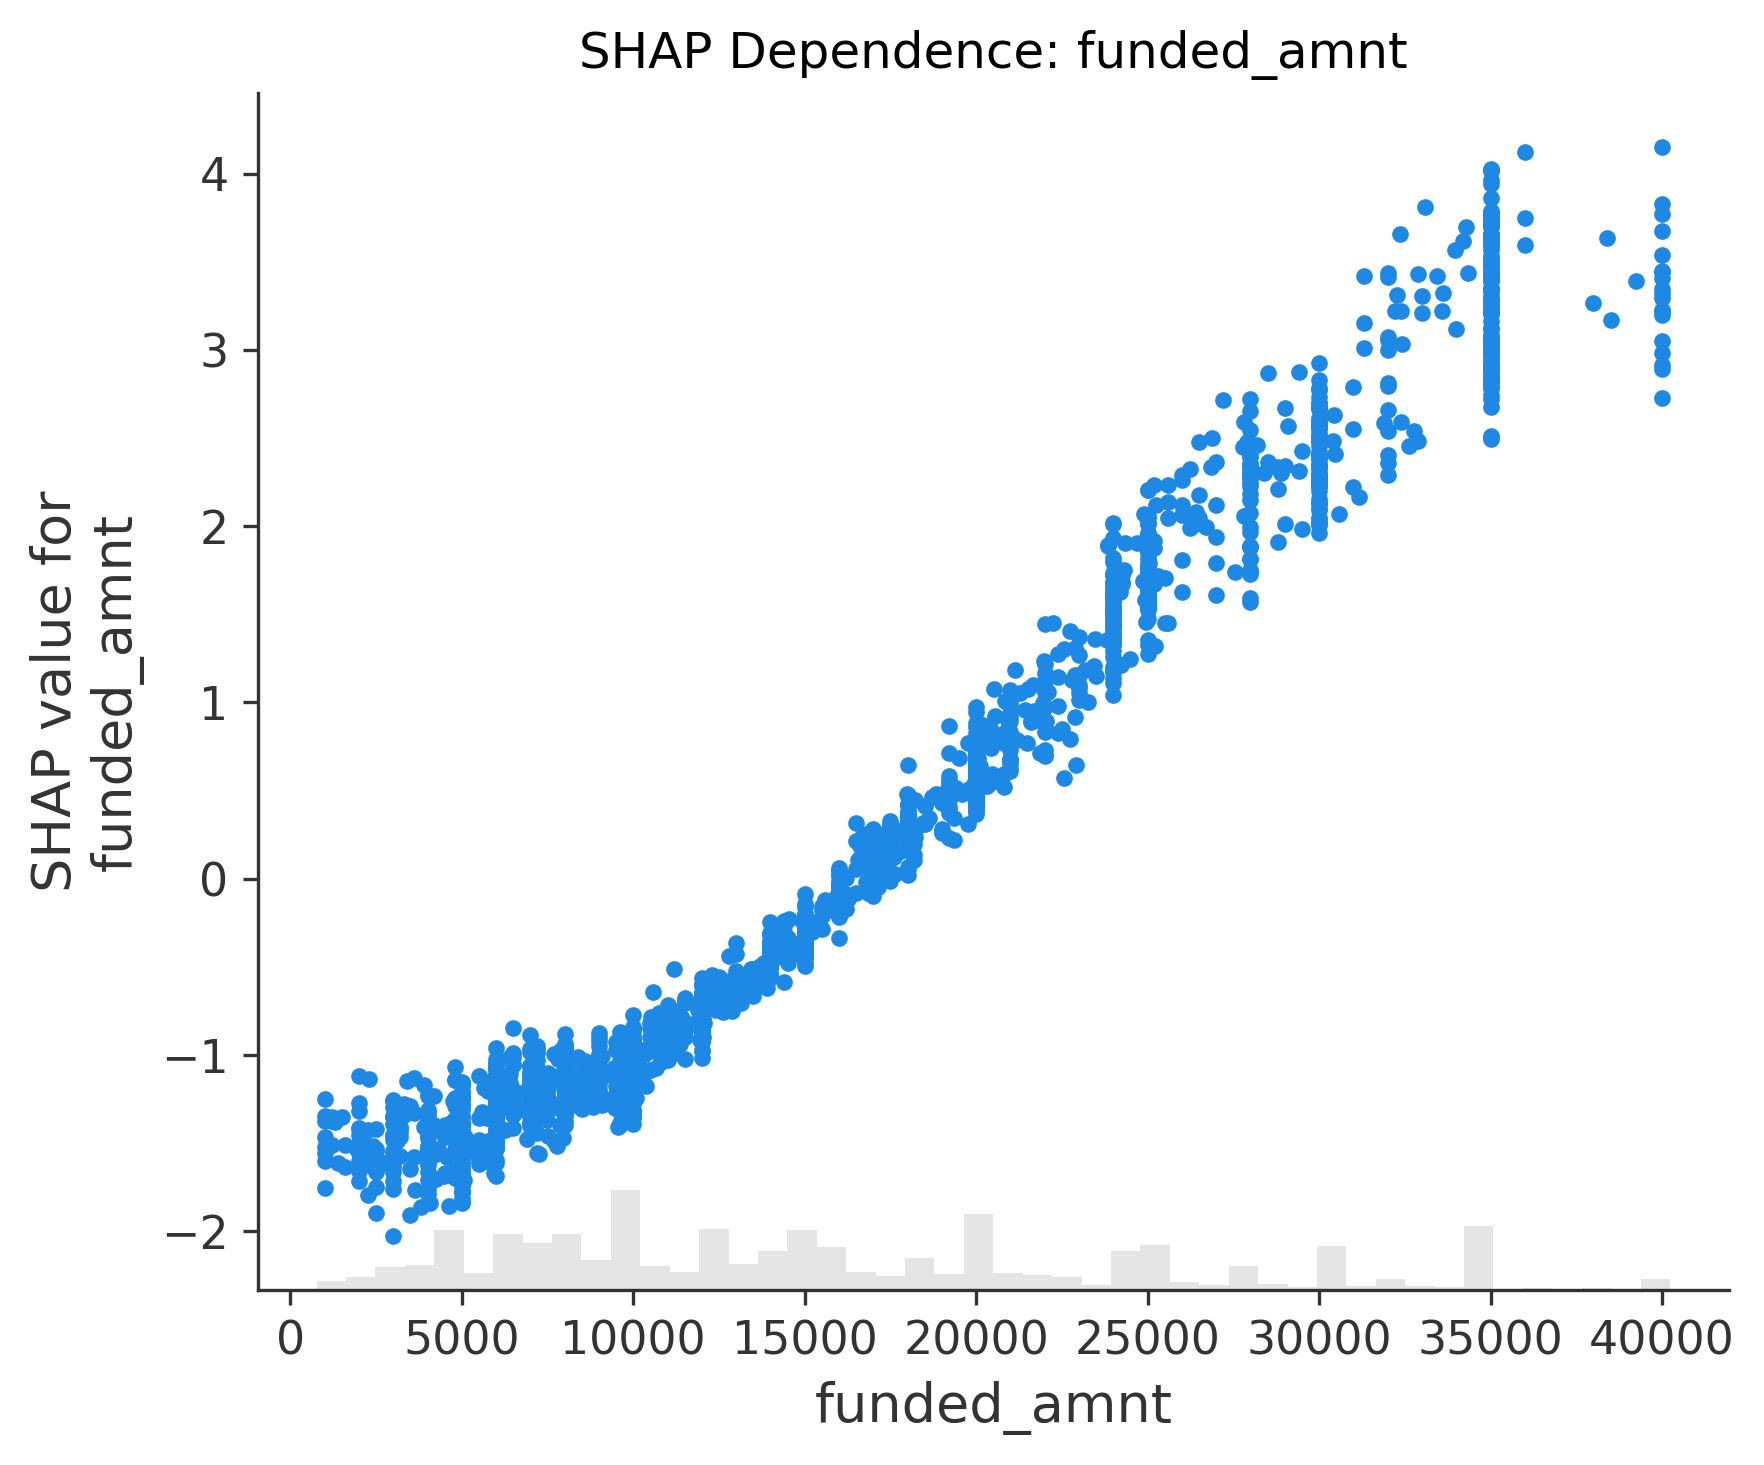 SHAP Dependence: funded_amnt
4
3
2
1
0
−1
−2
SHAP value for
funded_amnt
0 5000 10000 15000 20000 25000 30000 35000 40000
funded_amnt